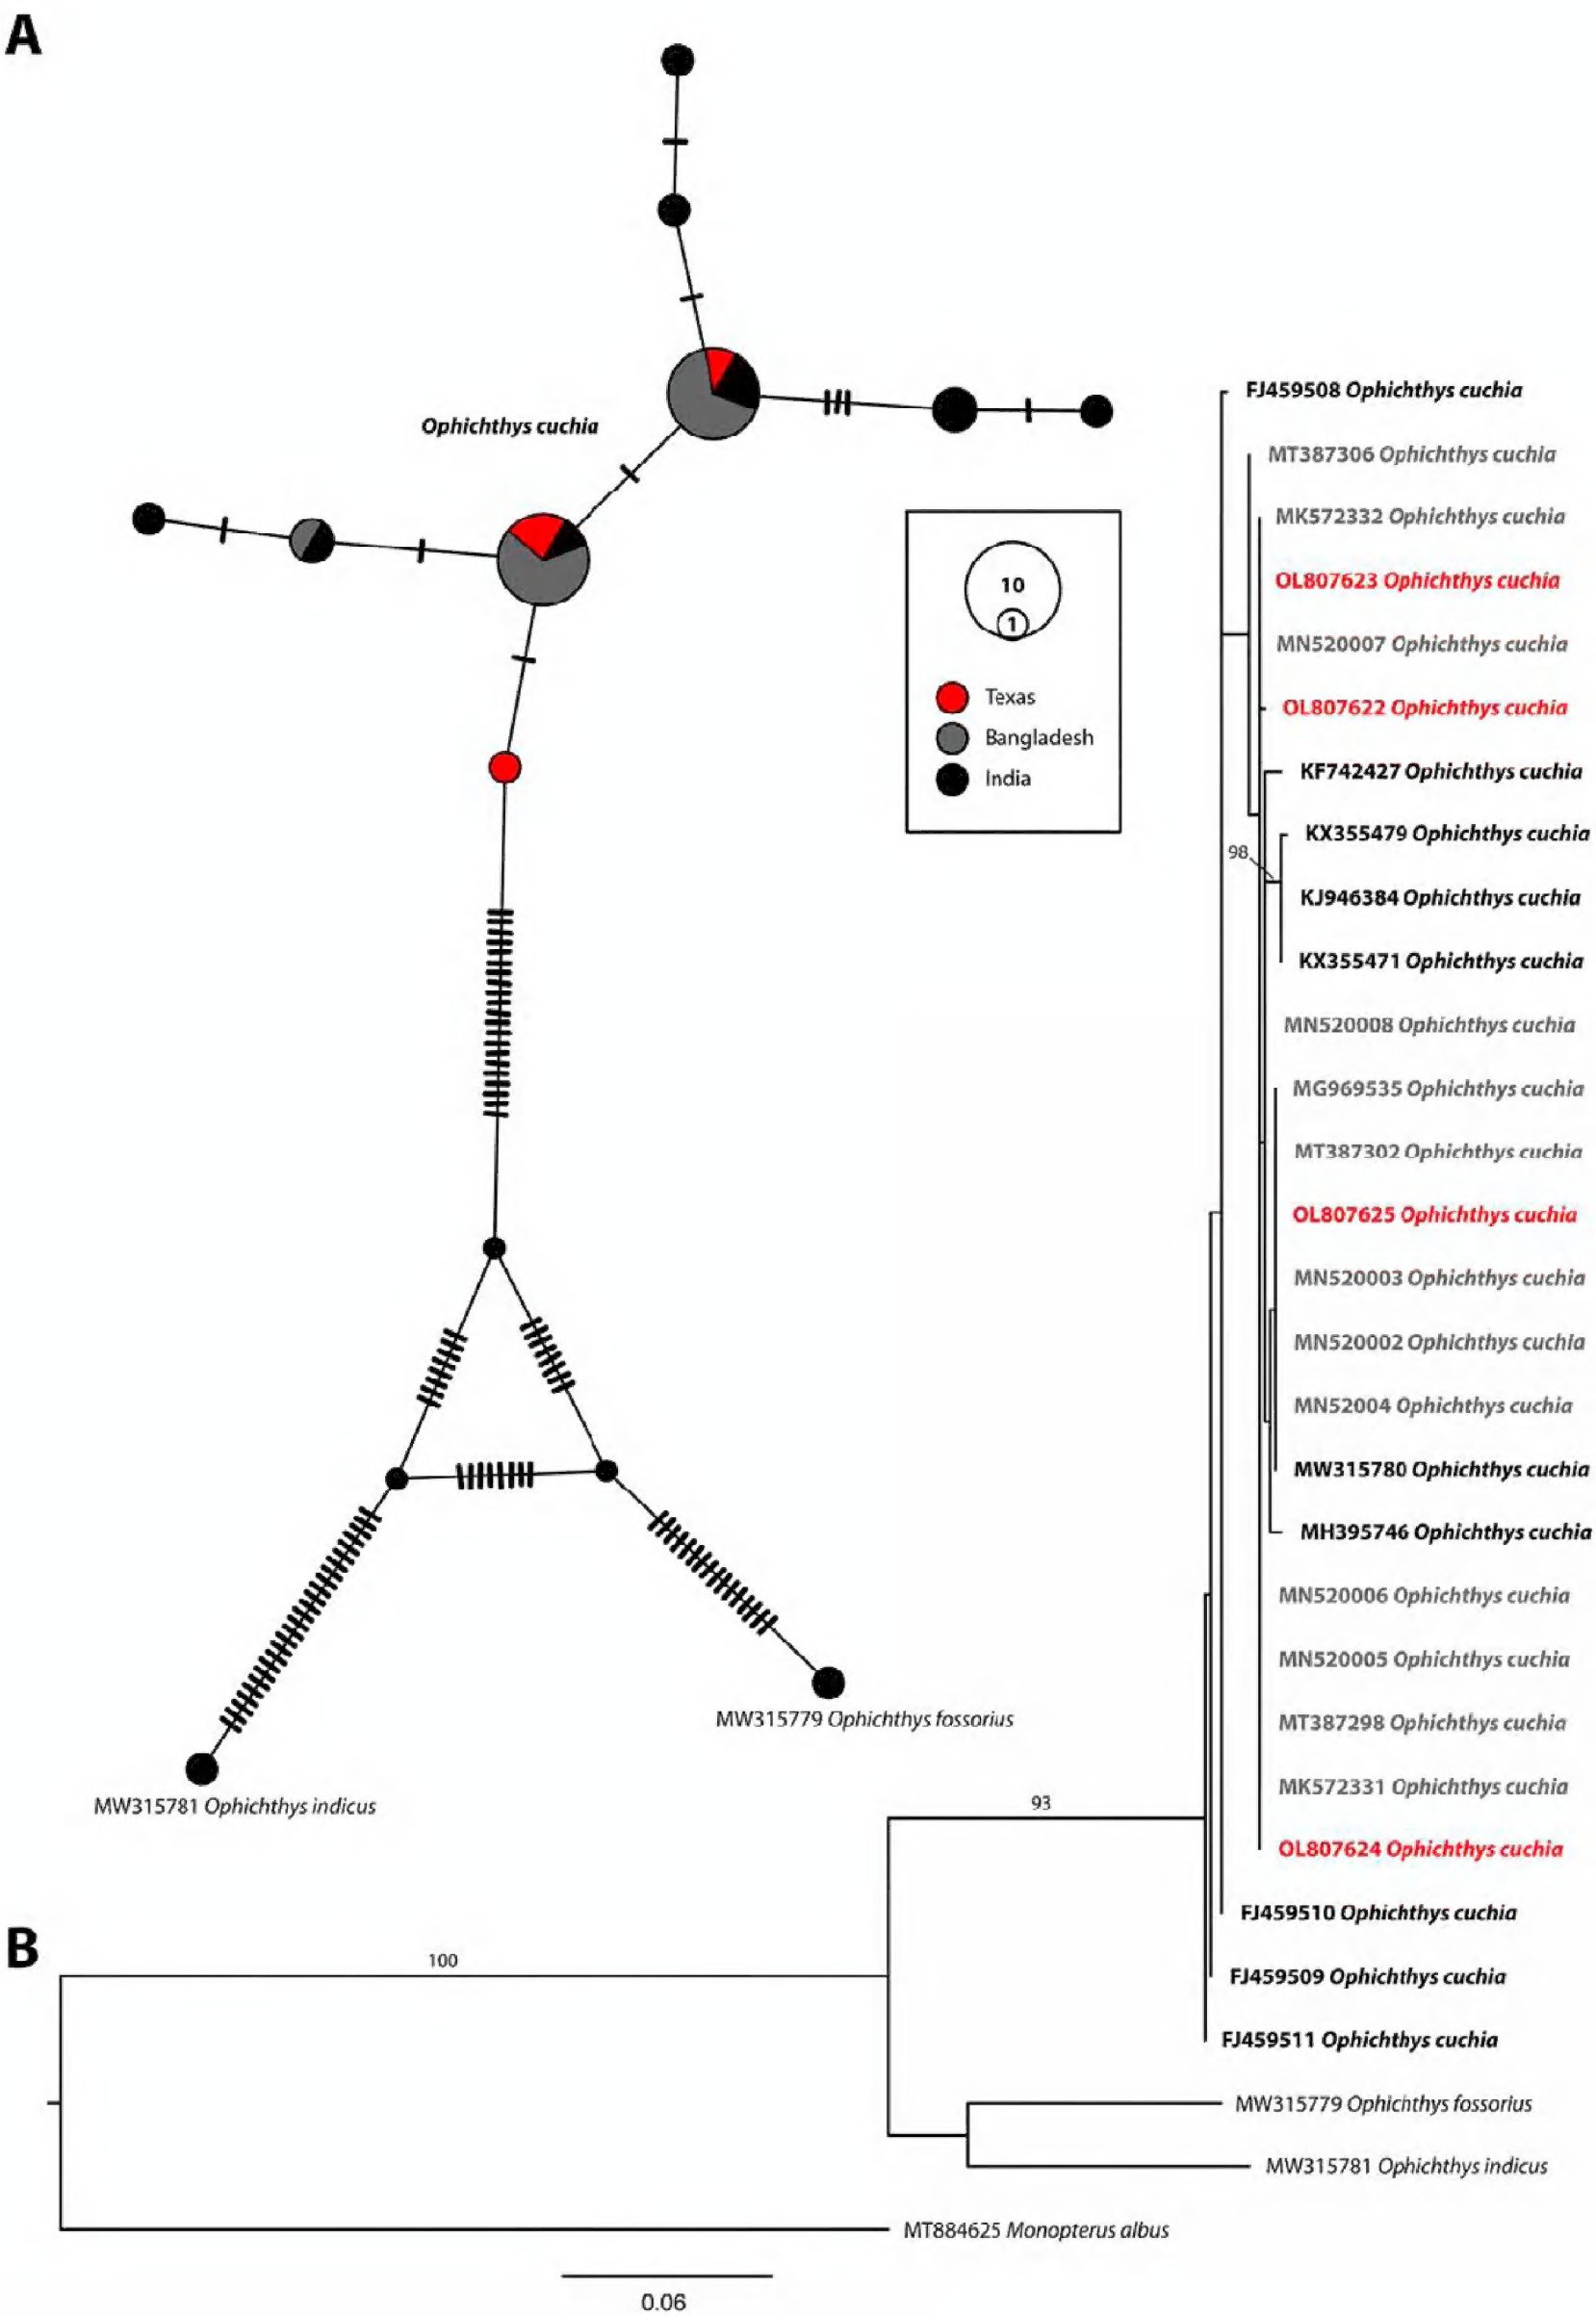 A
Ophichthys cuchia
10
1
Texas
Bangladesh
India
MW315779 Ophichthys fossorius
MW315781 Ophichthys indicus
B
FJ459508 Ophichthys cuchia
MT387306 Ophichthys cuchia
MK572332 Ophichthys cuchia
OL807623 Ophichthys cuchia
MN520007 Ophichthys cuchia
OL807622 Ophichthys cuchia
KF742427 Ophichthys cuchia
KX355479 Ophichthys cuchia
98
KJ946384 Ophichthys cuchia
KX355471 Ophichthys cuchia
MN520008 Ophichthys cuchia
MG969535 Ophichthys cuchia
MT387302 Ophichthys cuchia
OL807625 Ophichthys cuchia
MN520003 Ophichthys cuchia
MN520002 Ophichthys cuchia
MN52004 Ophichthys cuchia
MW315780 Ophichthys cuchia
MH395746 Ophichthys cuchia
MN520006 Ophichthys cuchia
MN520005 Ophichthys cuchia
MT387298 Ophichthys cuchia
MK572331 Ophichthys cuchia
93
OL807624 Ophichthys cuchia
FJ459510 Ophichthys cuchia
100
FJ459509 Ophichthys cuchia
FJ459511 Ophichthys cuchia
MW315779 Ophichthys fossorius
MW315781 Ophichthys indicus
MT884625 Monopterus albus
0.06